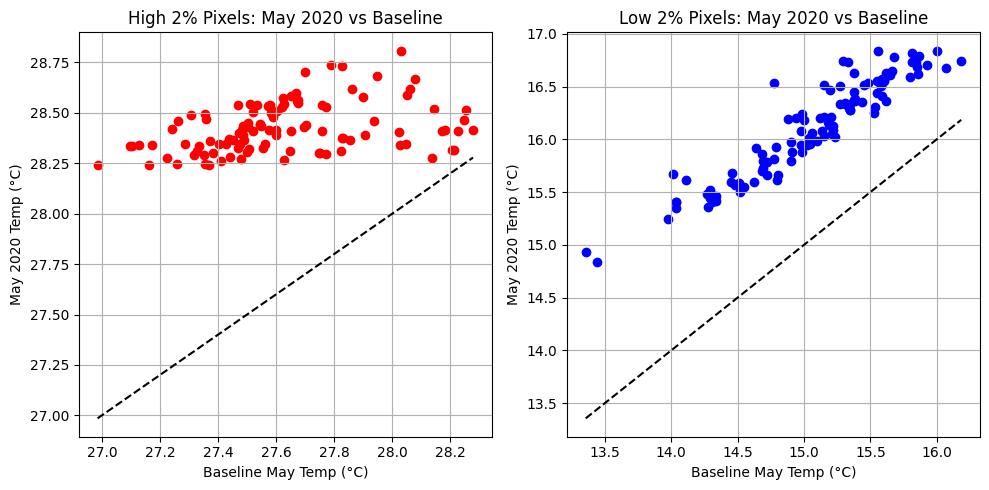 High 2% Pixels: May 2020 vs Baseline
28.75
28.50
28.25
28.00
27.75
27.50
27.25
27.00
27.0 27.2 27.4 27.6 27.8 28.0 28.2
Baseline May Temp (°C)
May 2020 Temp (°C)
Low 2% Pixels: May 2020 vs Baseline
17.0
16.5
16.0
15.5
15.0
14.5
14.0
13.5
13.5 14.0 14.5 15.0 15.5 16.0
Baseline May Temp (°C)
May 2020 Temp (°C)